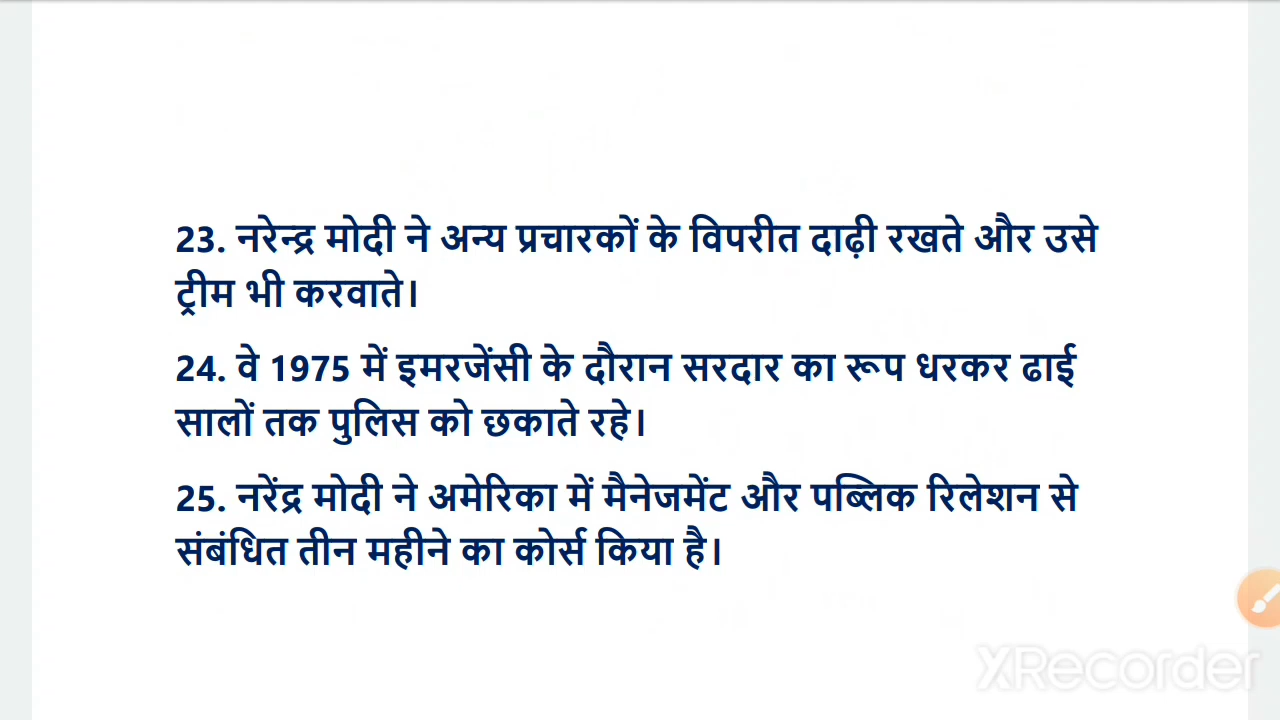 23. नरेन्द्र मोदी ने अन्य प्रचारकों के विपरीत दाढ़ी रखते और उसे
ट्रीम भी करवाते।
24. वे 1975 में इमरजेंसी के दौरान सरदार का रूप धरकर ढाई
सालों तक पुलिस को छकाते रहे।
25. नरेंद्र मोदी ने अमेरिका में मैनेजमेंट और पब्लिक रिलेशन से
संबंधित तीन महीने का कोर्स किया है।
XRecorder